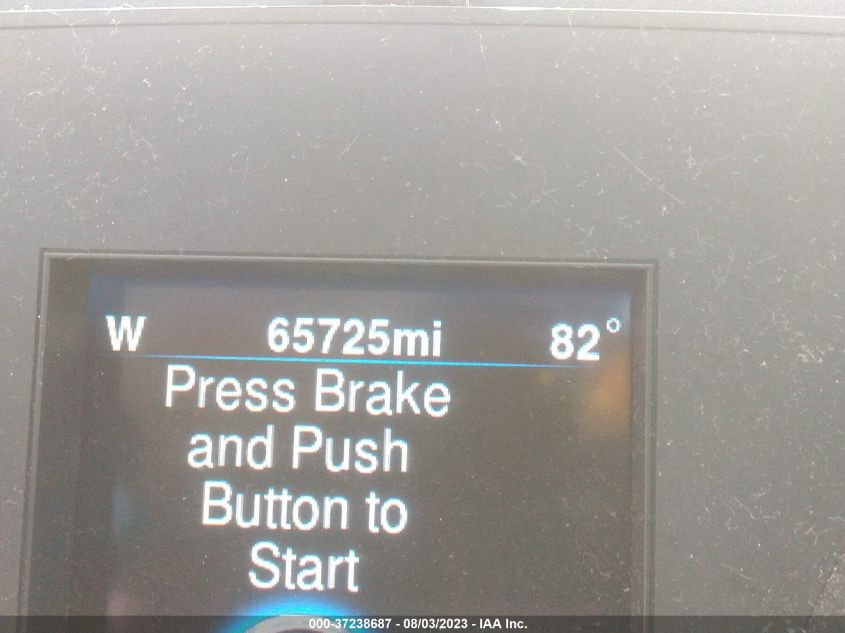 W 65725mi 82°
Press Brake
and Push
Button to
Start
000-37238687 - 08/03/2023 - IAA Inc.